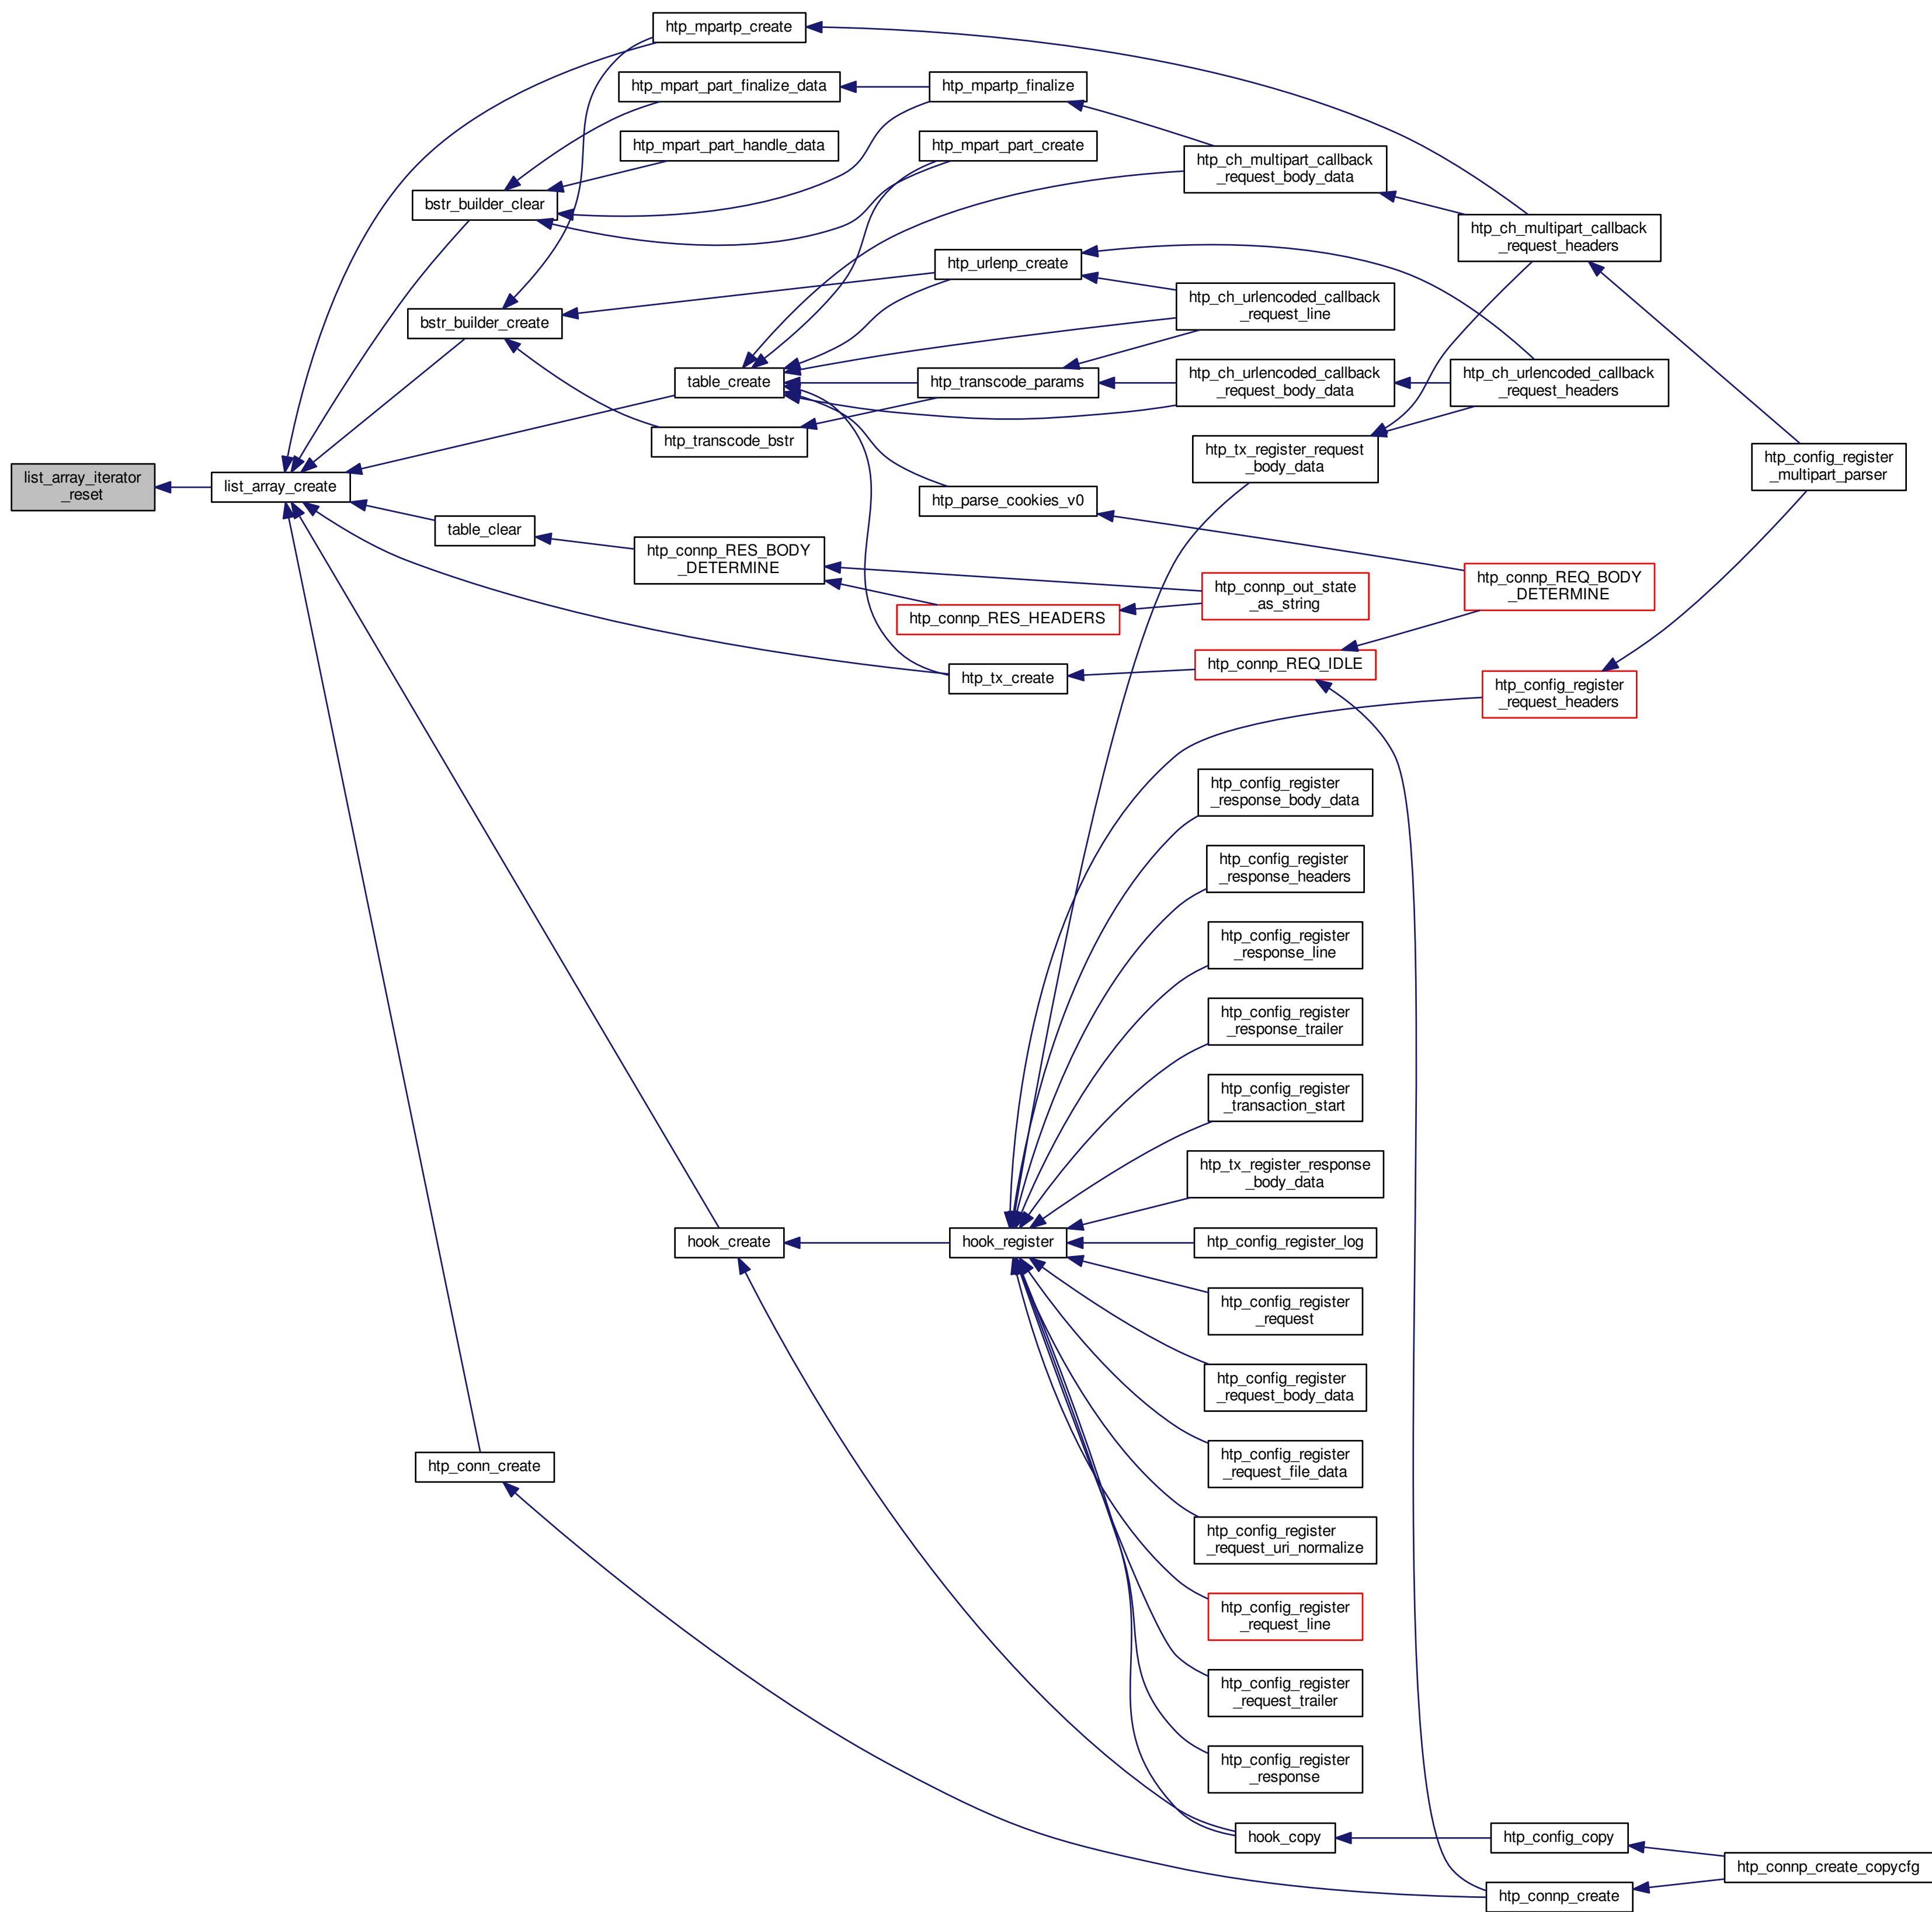 htp_mpartp_create
htp_mpart_part_finalize_data
htp_mpartp_finalize
htp_mpart_part_handle_data
htp_mpart_part_create
htp_ch_multipart_callback
_request_body_data
bstr_builder_clear
htp_ch_multipart_callback
_request_headers
htp_urlenp_create
htp_ch_urlencoded_callback
_request_line
bstr_builder_create
table_create
htp_transcode_params
htp_ch_urlencoded_callback
_request_body_data
htp_ch_urlencoded_callback
_request_headers
htp_transcode_bstr
htp_tx_register_request
_body_data
htp_config_register
_multipart_parser
list_array_iterator
_reset
list_array_create
htp_parse_cookies_v0
table_clear
htp_connp_RES_BODY
_DETERMINE
htp_connp_out_state
_as_string
htp_connp_REQ_BODY
_DETERMINE
htp_connp_RES_HEADERS
htp_tx_create
htp_connp_REQ_IDLE
htp_config_register
_request_headers
htp_config_register
_response_body_data
htp_config_register
_response_headers
htp_config_register
_response_line
htp_config_register
_response_trailer
htp_config_register
_transaction_start
htp_tx_register_response
_body_data
hook_create
hook_register
htp_config_register_log
htp_config_register
_request
htp_config_register
_request_body_data
htp_conn_create
htp_config_register
_request_file_data
htp_config_register
_request_uri_normalize
htp_config_register
_request_line
htp_config_register
_request_trailer
htp_config_register
_response
hook_copy
htp_config_copy
htp_connp_create_copycfg
htp_connp_create